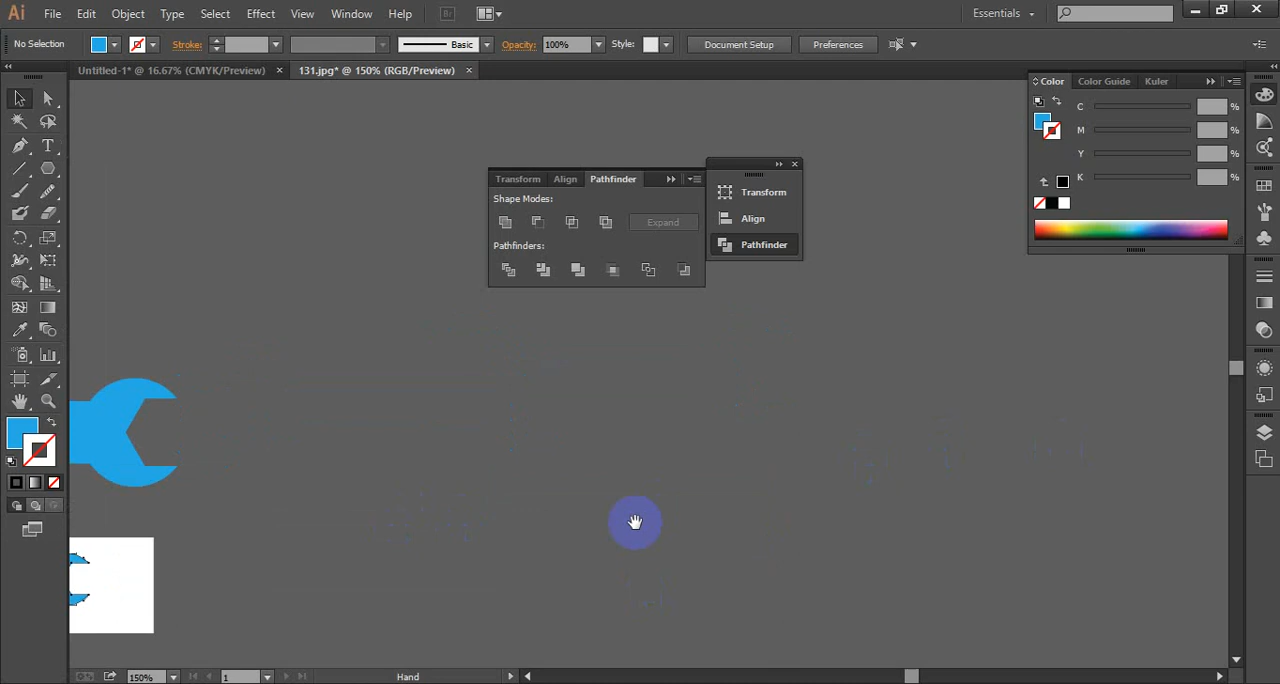 Ai File Edit Object Type Select Effect View Window Help Br Essentials
No Selection Stroke: Basic Opacity: 100% Style: Document Setup Preferences
Untitled-1* @ 16.67% (CMYK/Preview) × 131.jpg* @ 150% (RGB/Preview) ×
Color Color Guide Kuler
C %
M %
Y %
K %
Transform Align Pathfinder
Shape Modes:
Expand
Pathfinders:
Transform
Align
Pathfinder
150% 1 Hand